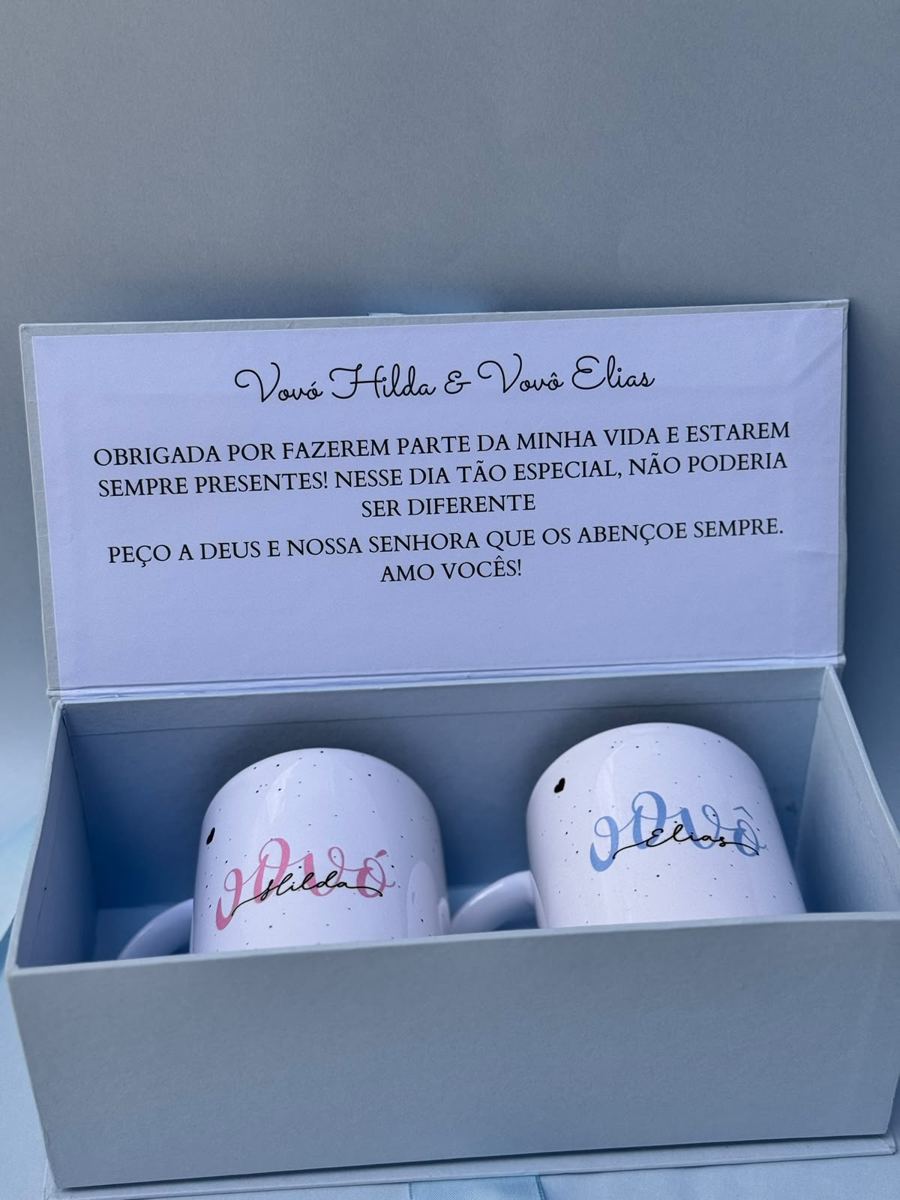 Vovó Hilda & Vovô Elias
OBRIGADA POR FAZEREM PARTE DA MINHA VIDA E ESTAREM
SEMPRE PRESENTES! NESSE DIA TÃO ESPECIAL, NÃO PODERIA
SER DIFERENTE
PEÇO A DEUS E NOSSA SENHORA QUE OS ABENÇOE SEMPRE.
AMO VOCÊS!
vovó
Hilda
vovô
Elias